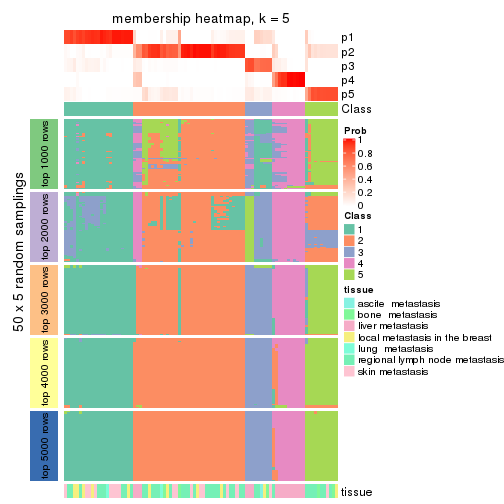 membership heatmap, k = 5
p1
p2
p3
p4
p5
Class
50 x 5 random samplings
top 1000 rows
top 2000 rows
top 3000 rows
top 4000 rows
top 5000 rows
tissue
Prob
1
0.8
0.6
0.4
0.2
0
Class
1
2
3
4
5
tissue
ascite metastasis
bone metastasis
liver metastasis
local metastasis in the breast
lung metastasis
regional lymph node metastasis
skin metastasis